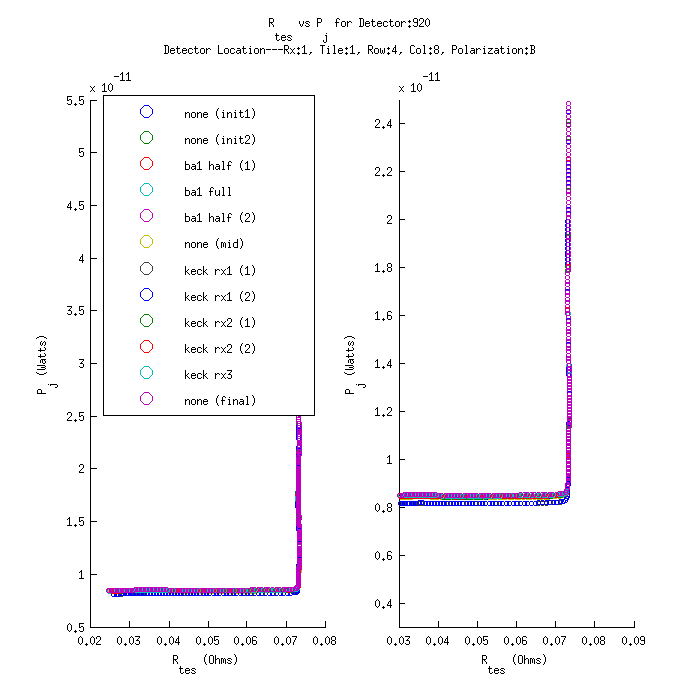 R_tes vs P_j for Detector:920
Detector Location---Rx:1, Tile:1, Row:4, Col:8, Polarization:B
x 10^-11
5.5
5
4.5
4
3.5
3
2.5
2
1.5
1
0.5
0.02 0.03 0.04 0.05 0.06 0.07 0.08
P_j (Watts)
R_tes (Ohms)
none (init1)
none (init2)
ba1 half (1)
ba1 full
ba1 half (2)
none (mid)
keck rx1 (1)
keck rx1 (2)
keck rx2 (1)
keck rx2 (2)
keck rx3
none (final)
x 10^-11
2.4
2.2
2
1.8
1.6
1.4
1.2
1
0.8
0.6
0.4
0.03 0.04 0.05 0.06 0.07 0.08 0.09
P_j (Watts)
R_tes (Ohms)